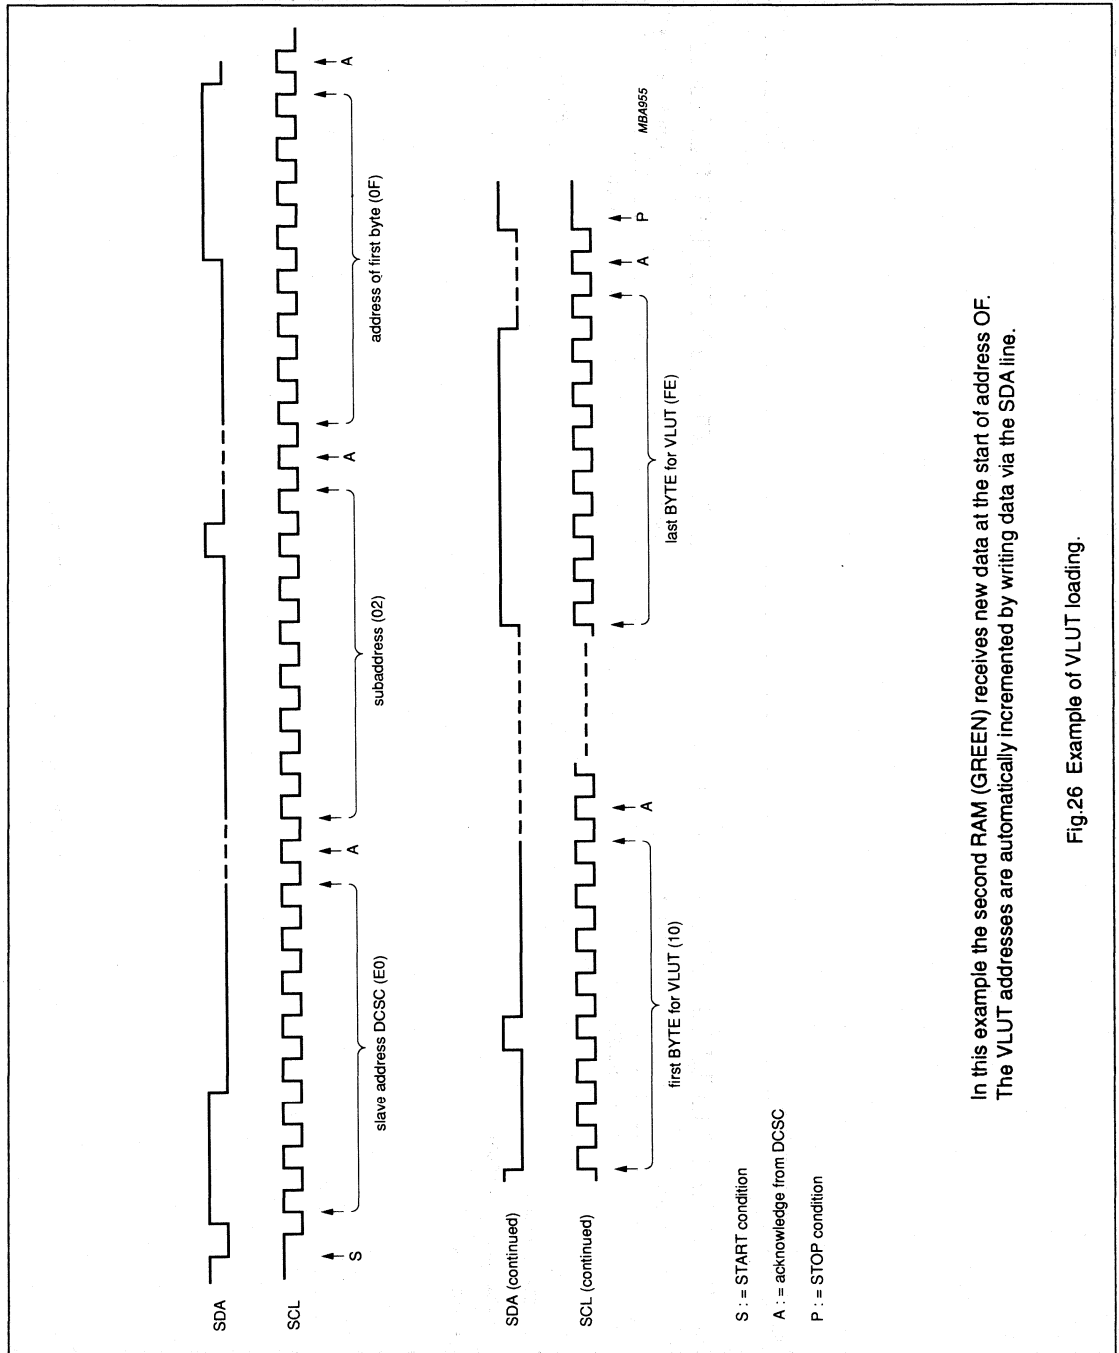 SDA
SCL
S
slave address DCSC (E0)
A
subaddress (02)
A
address of first byte (0F)
A
SDA (continued)
SCL (continued)
first BYTE for VLUT (10)
A
last BYTE for VLUT (FE)
A
P
MBA955
S : = START condition
A : = acknowledge from DCSC
P : = STOP condition
In this example the second RAM (GREEN) receives new data at the start of address OF.
The VLUT addresses are automatically incremented by writing data via the SDA line.
Fig.26 Example of VLUT loading.